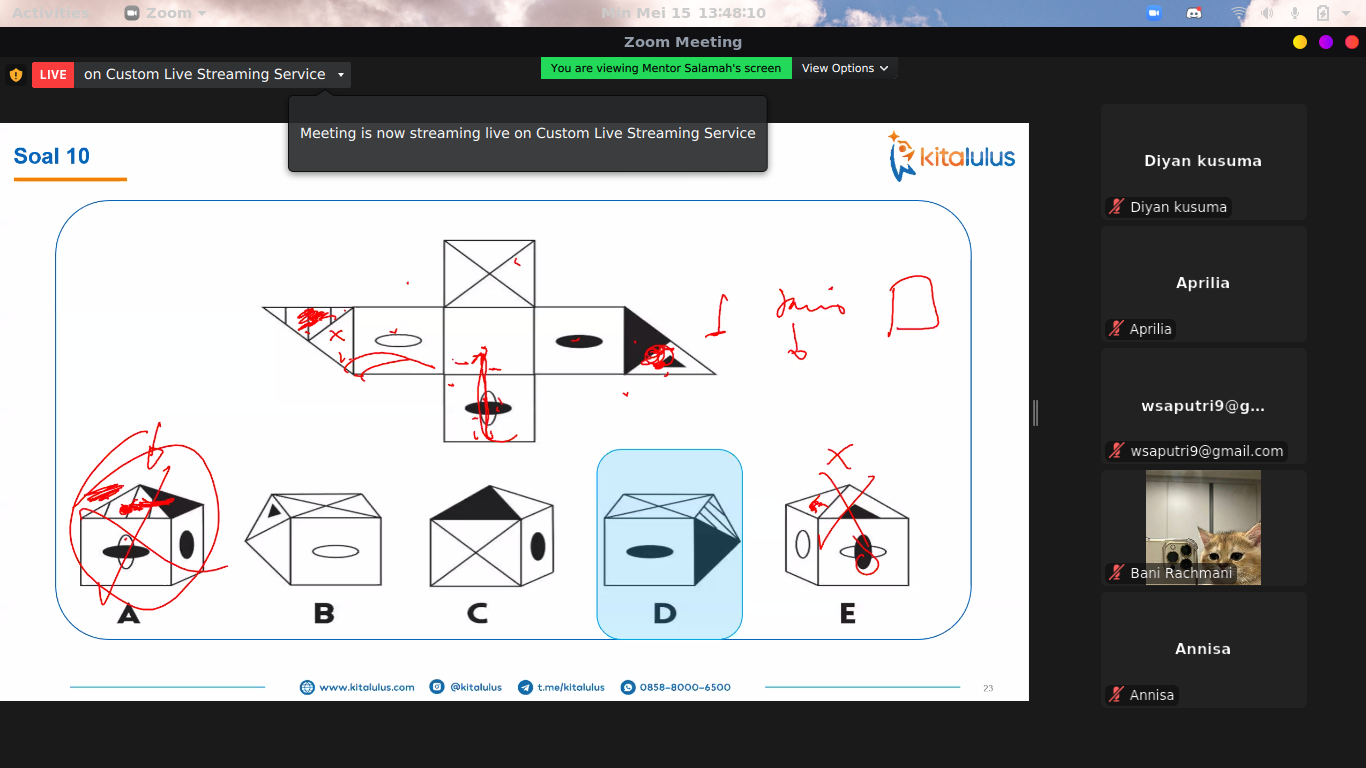 Activities
Zoom
Min Mei 15 13:48:10
Zoom Meeting
LIVE
on Custom Live Streaming Service
You are viewing Mentor Salamah's screen
View Options
Meeting is now streaming live on Custom Live Streaming Service
Soal 10
kitalulus
A
B
C
D
E
www.kitalulus.com
@kitalulus
t.me/kitalulus
0858-8000-6500
23
Diyan kusuma
Diyan kusuma
Aprilia
Aprilia
wsaputri9@g...
wsaputri9@gmail.com
Bani Rachmani
Annisa
Annisa